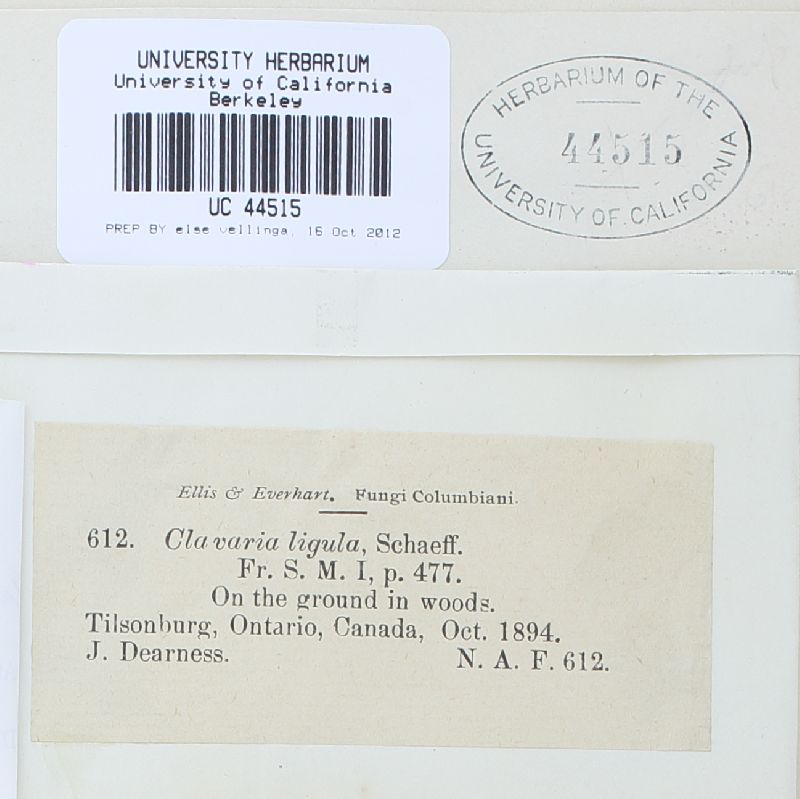 UNIVERSITY HERBARIUM
University of California
Berkeley
UC 44515
PREP BY else vellinga, 16 Oct 2012
HERBARIUM OF THE
44515
UNIVERSITY OF CALIFORNIA
Ellis & Everhart. Fungi Columbiani.
612. Clavaria ligula, Schaeff.
Fr. S. M. I, p. 477.
On the ground in woods.
Tilsonburg, Ontario, Canada, Oct. 1894.
J. Dearness. N. A. F. 612.